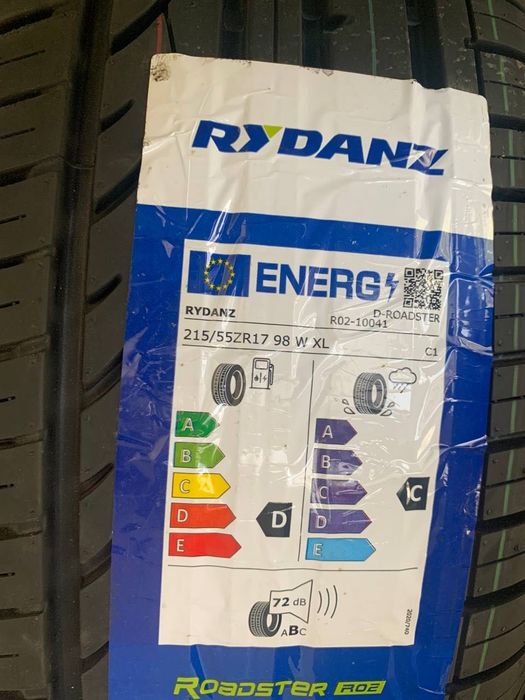 RYDANZ
ENERG
RYDANZ
D-ROADSTER
R02-10041
215/55ZR17 98 W XL
C1
A
B
C
D
E
D
A
B
C
D
E
C
72 dB
ABC
2020/740
ROADSTER R02